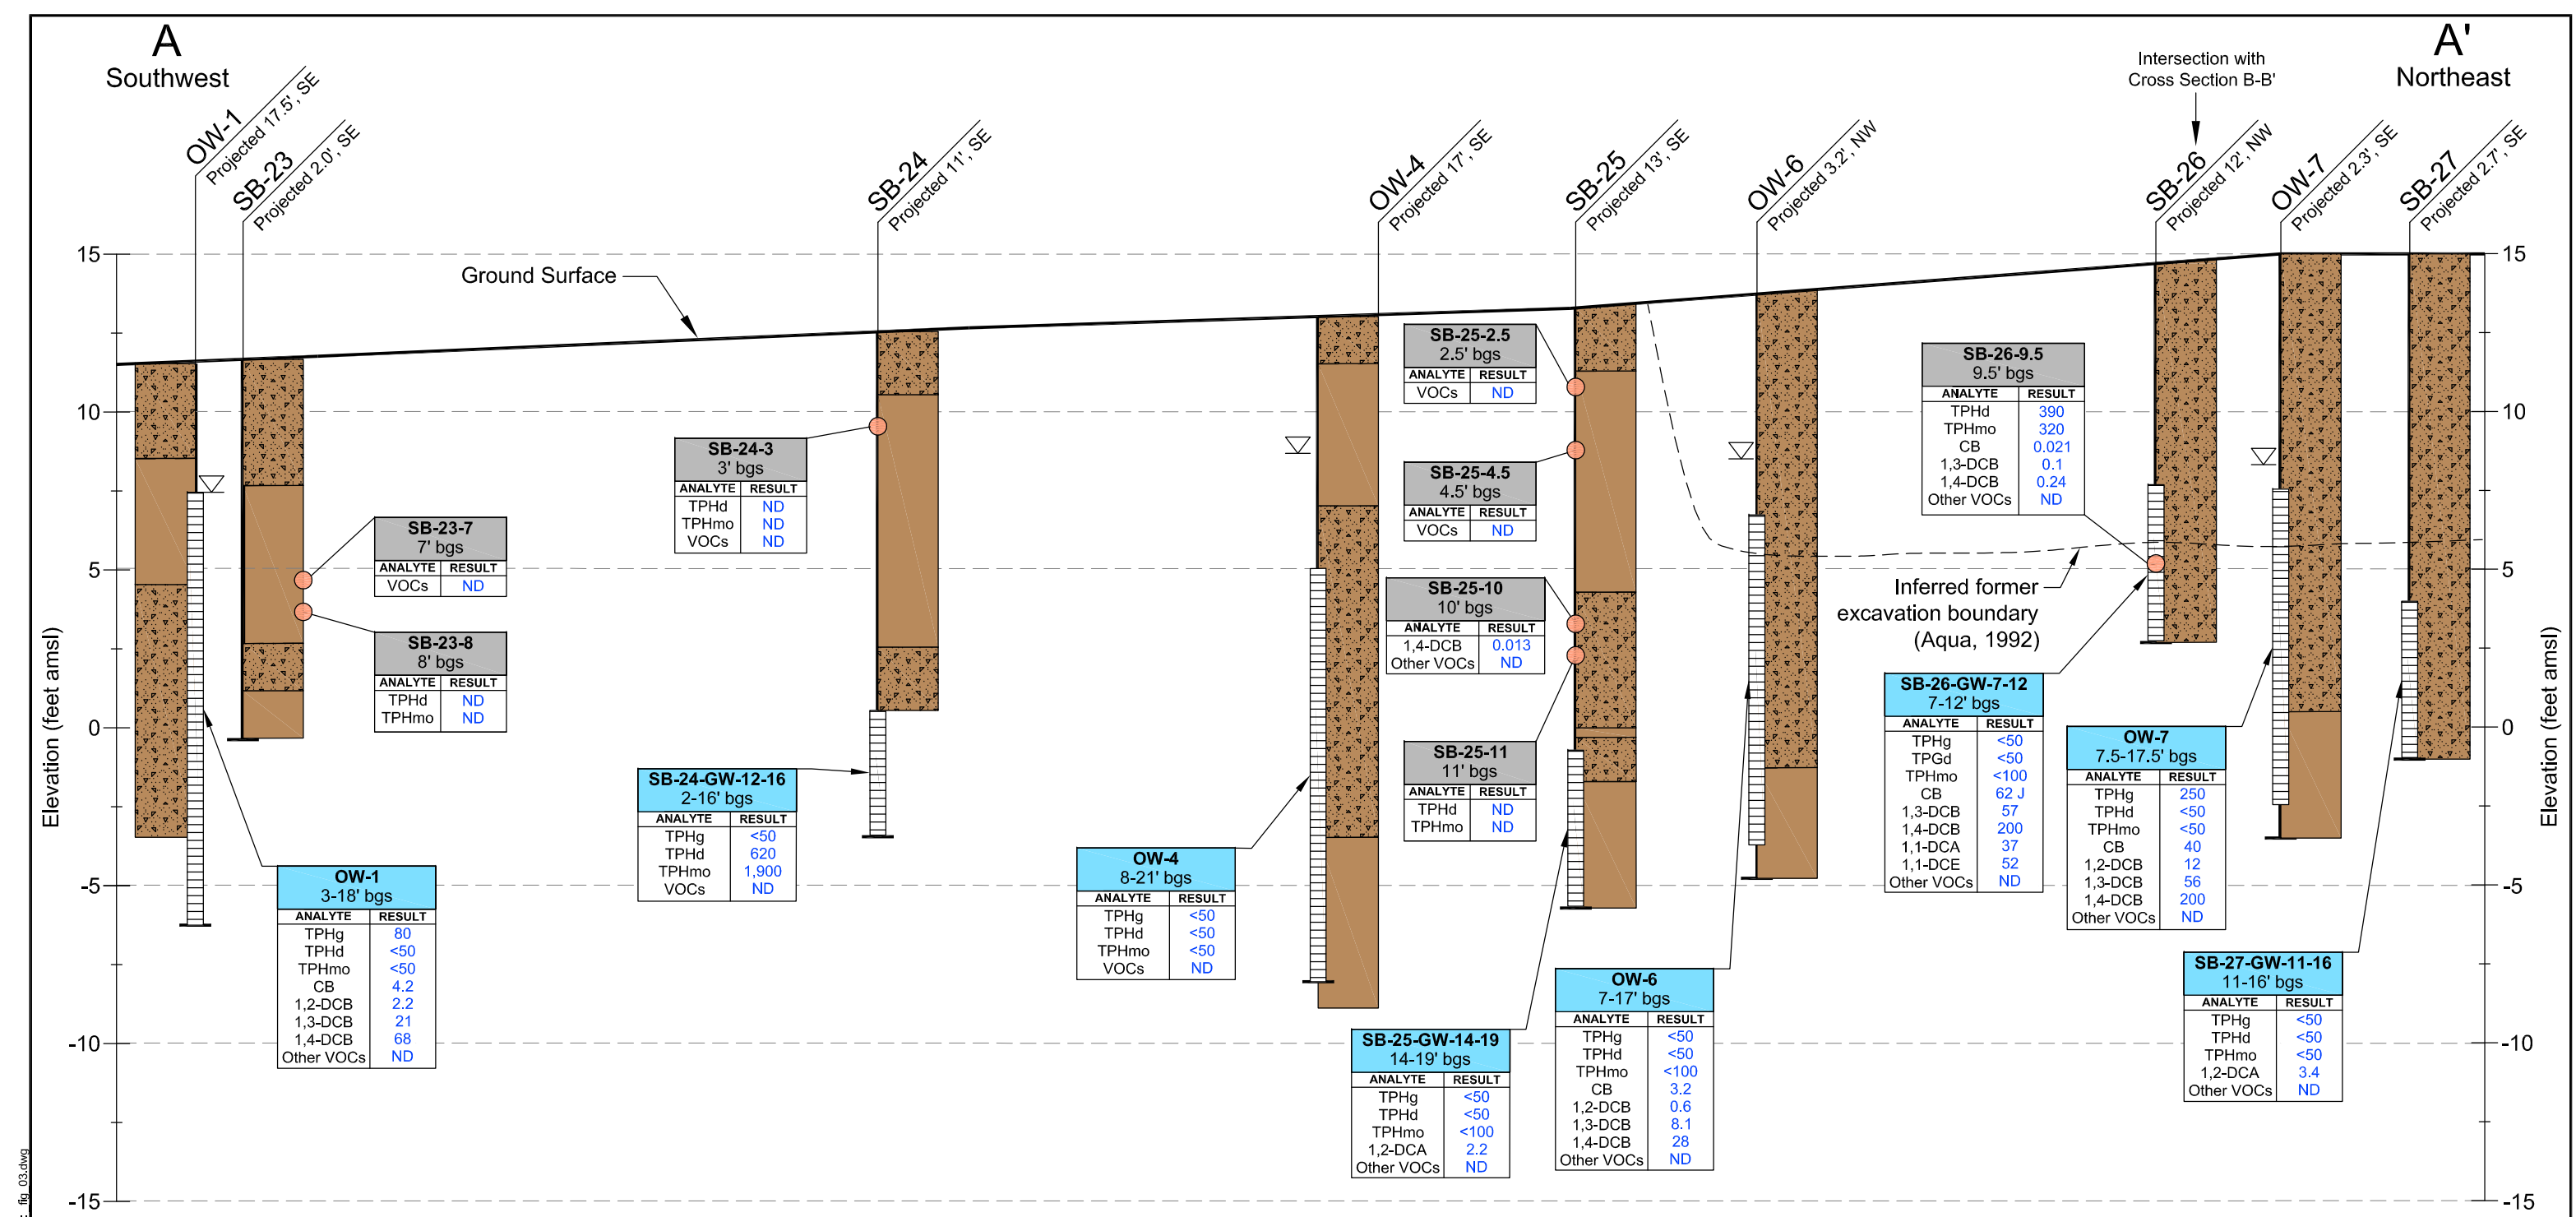 A
Southwest
A'
Northeast
Intersection with
Cross Section B-B'
OW-1
Projected 17.5', SE
SB-23
Projected 2.0', SE
SB-24
Projected 11', SE
OW-4
Projected 17', SE
SB-25
Projected 13', SE
OW-6
Projected 3.2', NW
SB-26
Projected 12', NW
OW-7
Projected 2.3', SE
SB-27
Projected 2.7', SE
Ground Surface
Elevation (feet amsl)
15
10
5
0
-5
-10
-15
SB-23-7
7' bgs
ANALYTE RESULT
VOCs ND
SB-23-8
8' bgs
ANALYTE RESULT
TPHd ND
TPHmo ND
OW-1
3-18' bgs
ANALYTE RESULT
TPHg 80
TPHd <50
TPHmo <50
CB 4.2
1,2-DCB 2.2
1,3-DCB 21
1,4-DCB 68
Other VOCs ND
SB-24-3
3' bgs
ANALYTE RESULT
TPHd ND
TPHmo ND
VOCs ND
SB-24-GW-12-16
2-16' bgs
ANALYTE RESULT
TPHg <50
TPHd 620
TPHmo 1,900
VOCs ND
OW-4
8-21' bgs
ANALYTE RESULT
TPHg <50
TPHd <50
TPHmo <50
VOCs ND
SB-25-2.5
2.5' bgs
ANALYTE RESULT
VOCs ND
SB-25-4.5
4.5' bgs
ANALYTE RESULT
VOCs ND
SB-25-10
10' bgs
ANALYTE RESULT
1,4-DCB 0.013
Other VOCs ND
SB-25-11
11' bgs
ANALYTE RESULT
TPHd ND
TPHmo ND
SB-25-GW-14-19
14-19' bgs
ANALYTE RESULT
TPHg <50
TPHd <50
TPHmo <100
1,2-DCA 2.2
Other VOCs ND
OW-6
7-17' bgs
ANALYTE RESULT
TPHg <50
TPHd <50
TPHmo <100
CB 3.2
1,2-DCB 0.6
1,3-DCB 8.1
1,4-DCB 28
Other VOCs ND
SB-26-9.5
9.5' bgs
ANALYTE RESULT
TPHd 390
TPHmo 320
CB 0.021
1,3-DCB 0.1
1,4-DCB 0.24
Other VOCs ND
Inferred former
excavation boundary
(Aqua, 1992)
SB-26-GW-7-12
7-12' bgs
ANALYTE RESULT
TPHg <50
TPGd <50
TPHmo <100
CB 62 J
1,3-DCB 57
1,4-DCB 200
1,1-DCA 37
1,1-DCE 52
Other VOCs ND
OW-7
7.5-17.5' bgs
ANALYTE RESULT
TPHg 250
TPHd <50
TPHmo <50
CB 40
1,2-DCB 12
1,3-DCB 56
1,4-DCB 200
Other VOCs ND
SB-27-GW-11-16
11-16' bgs
ANALYTE RESULT
TPHg <50
TPHd <50
TPHmo <50
1,2-DCA 3.4
Other VOCs ND
15
10
5
0
-5
-10
-15
Elevation (feet amsl)
fig_03.dwg